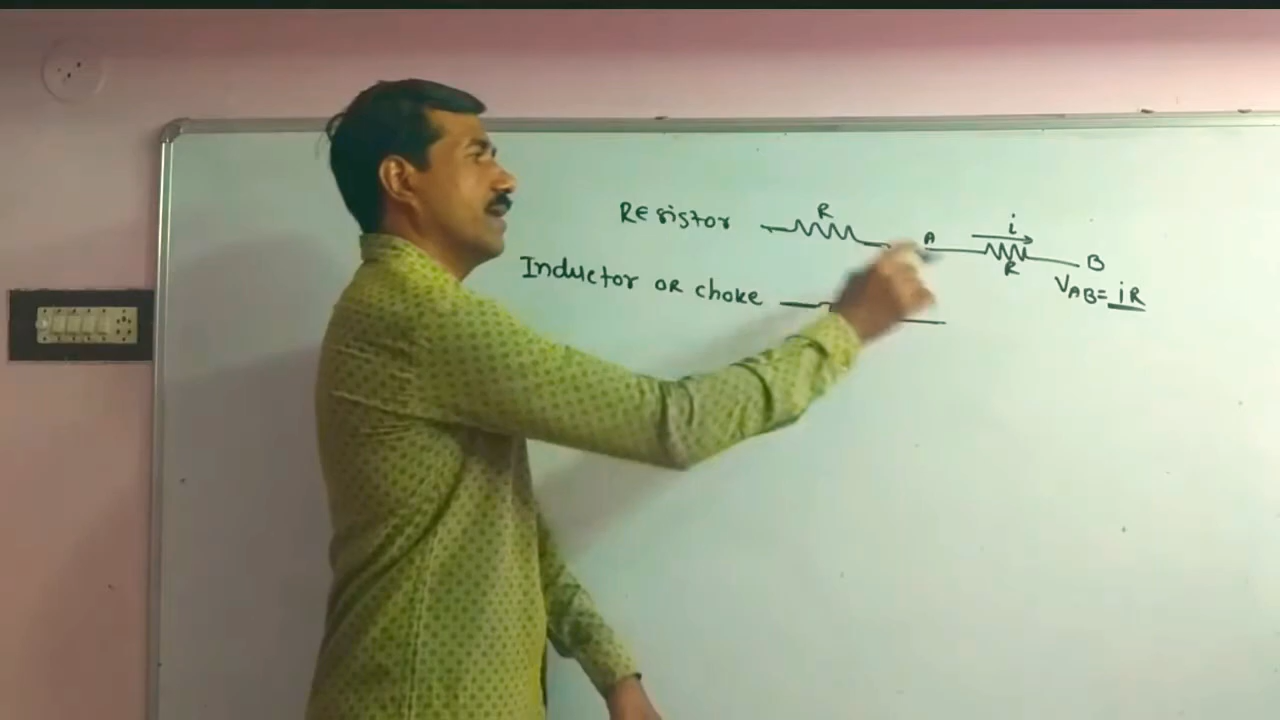 Resistor R A i R B
VAB = iR
Inductor or choke